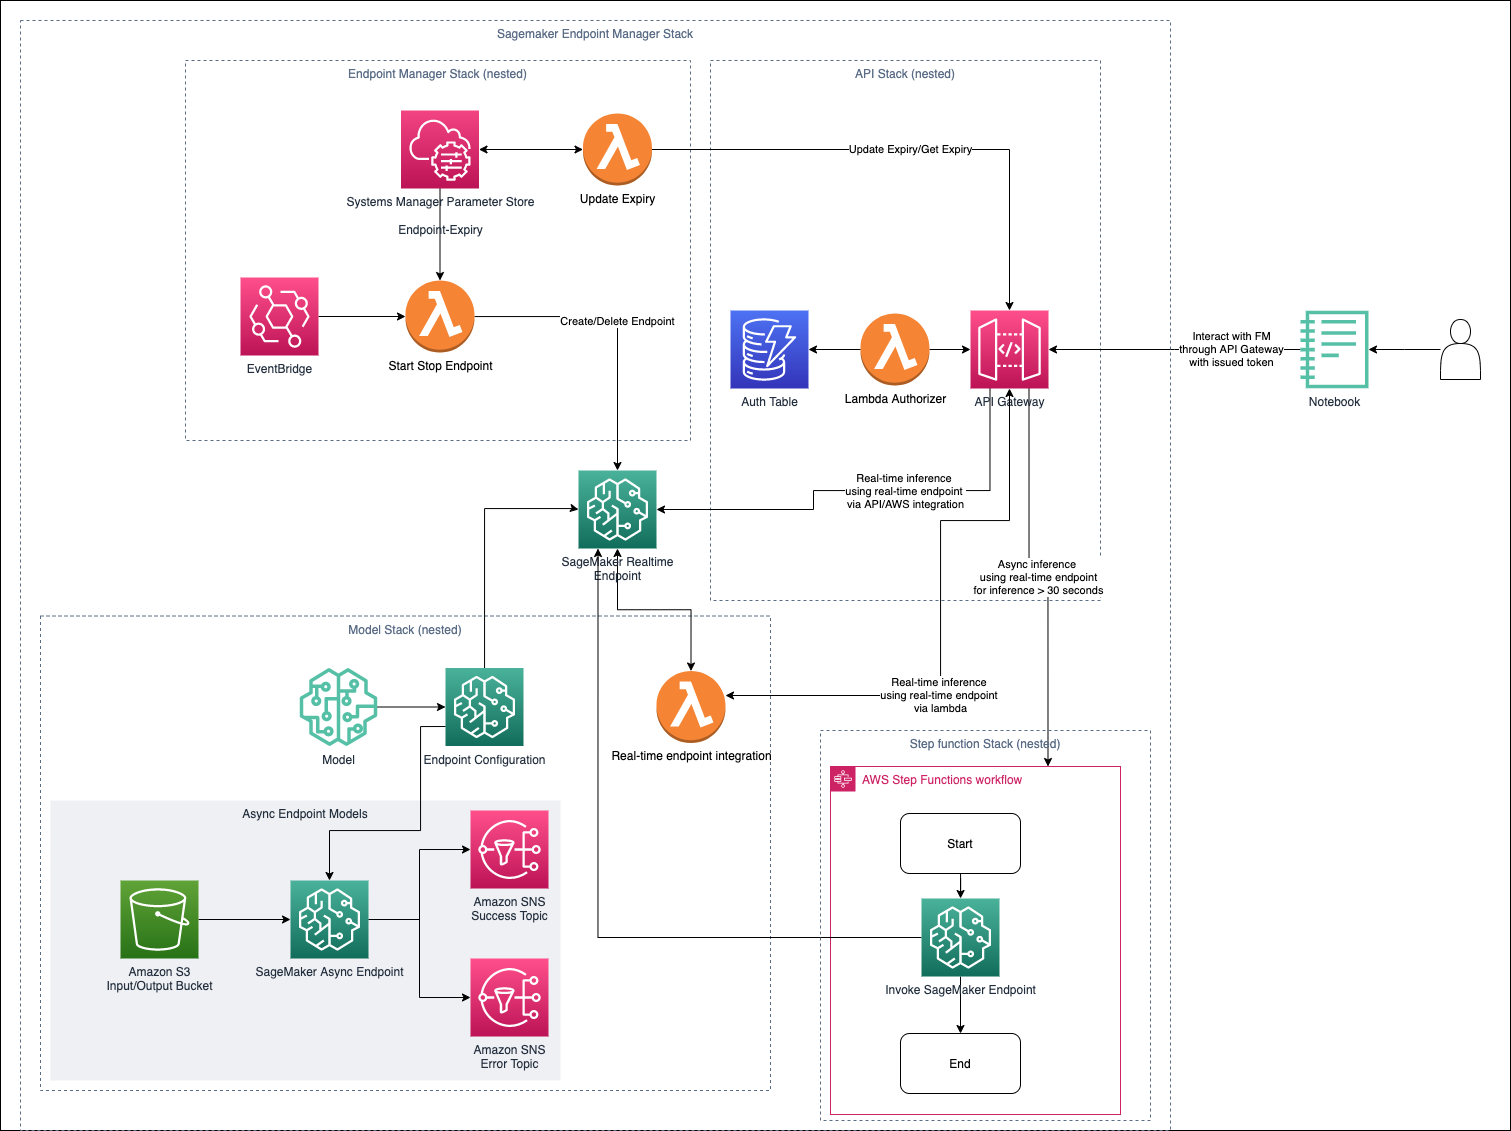 Sagemaker Endpoint Manager Stack
Endpoint Manager Stack (nested)
API Stack (nested)
Systems Manager Parameter Store
Update Expiry
Update Expiry/Get Expiry
Endpoint-Expiry
EventBridge
Start Stop Endpoint
Create/Delete Endpoint
Auth Table
Lambda Authorizer
API Gateway
Interact with FM
through API Gateway
with issued token
Notebook
Real-time inference
using real-time endpoint
via API/AWS integration
SageMaker Realtime
Endpoint
Async inference
using real-time endpoint
for inference > 30 seconds
Model Stack (nested)
Model
Endpoint Configuration
Real-time endpoint integration
Real-time inference
using real-time endpoint
via lambda
Step function Stack (nested)
AWS Step Functions workflow
Start
Invoke SageMaker Endpoint
End
Async Endpoint Models
Amazon S3
Input/Output Bucket
SageMaker Async Endpoint
Amazon SNS
Success Topic
Amazon SNS
Error Topic